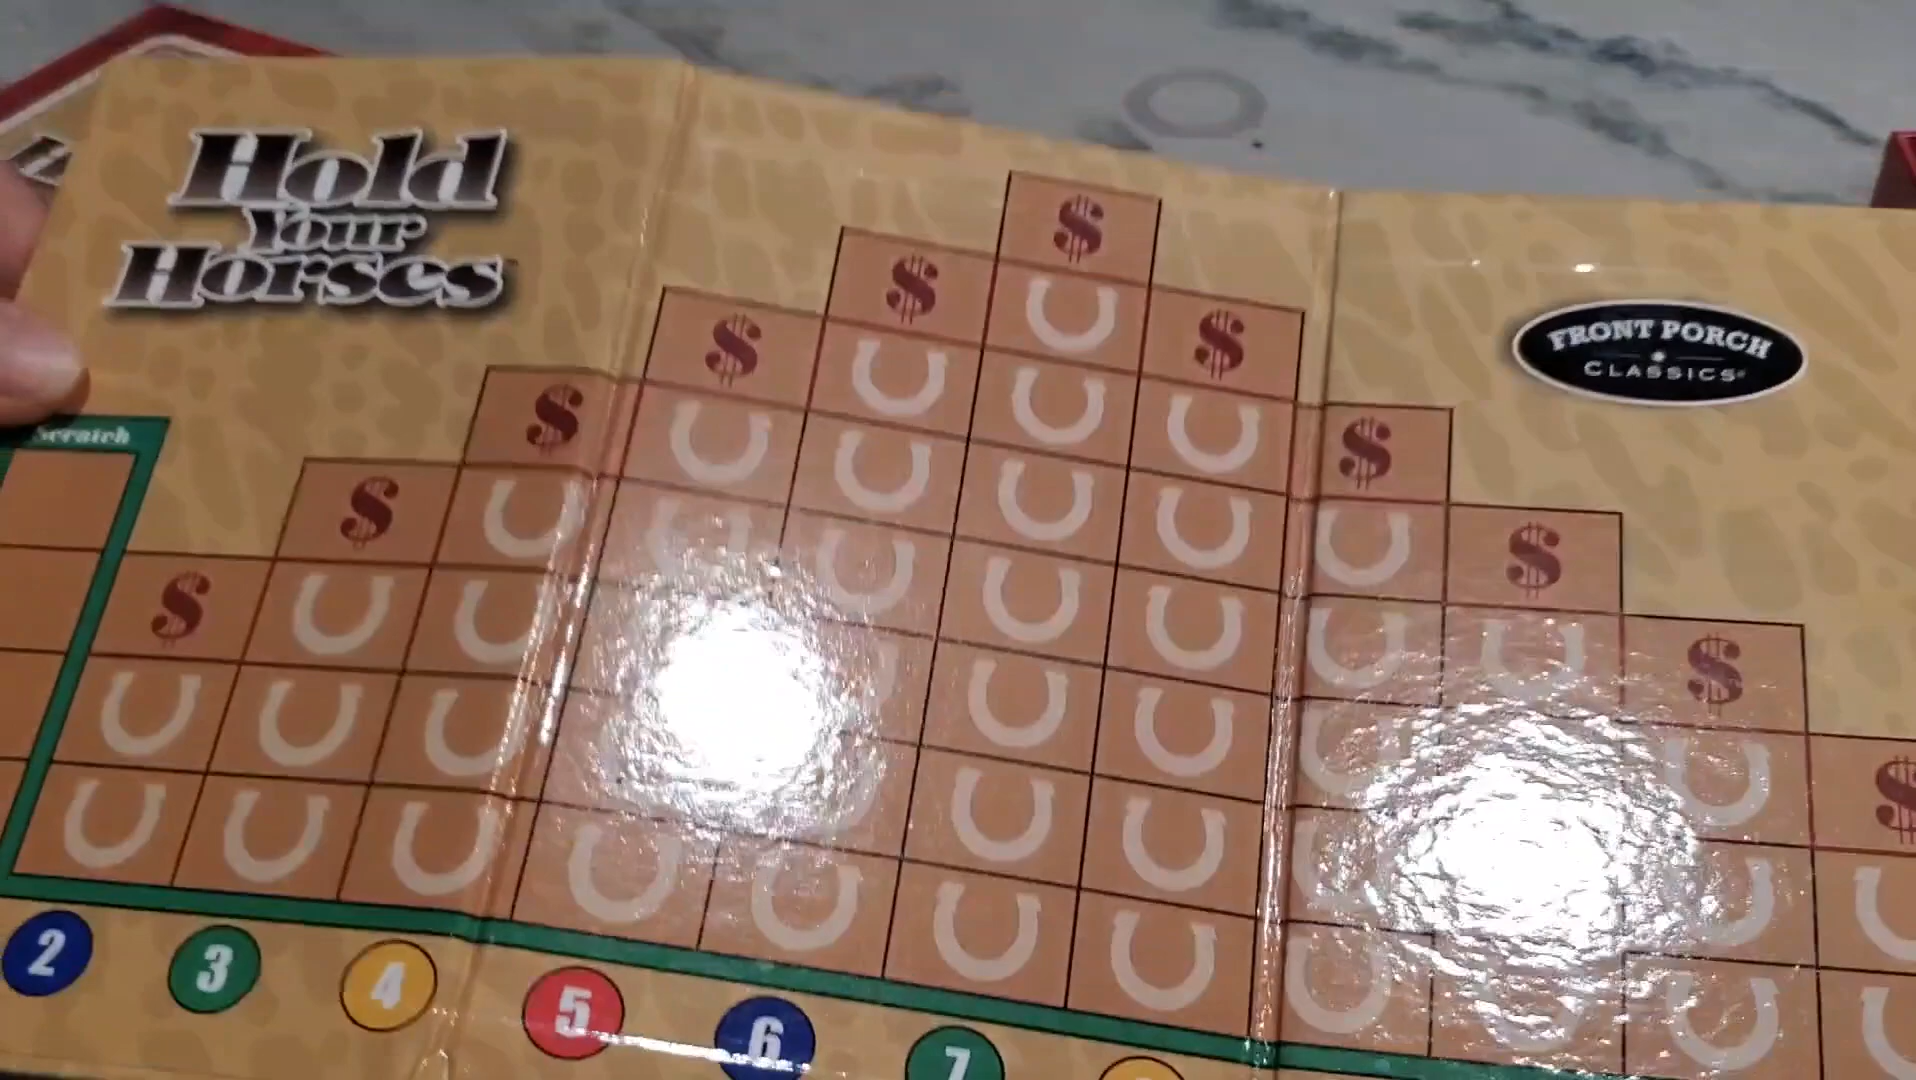 Hold
Your
Horses
FRONT PORCH
CLASSICS
Scratch
$
$
$
$
$
$
$
$
$
$
2
3
4
5
6
7